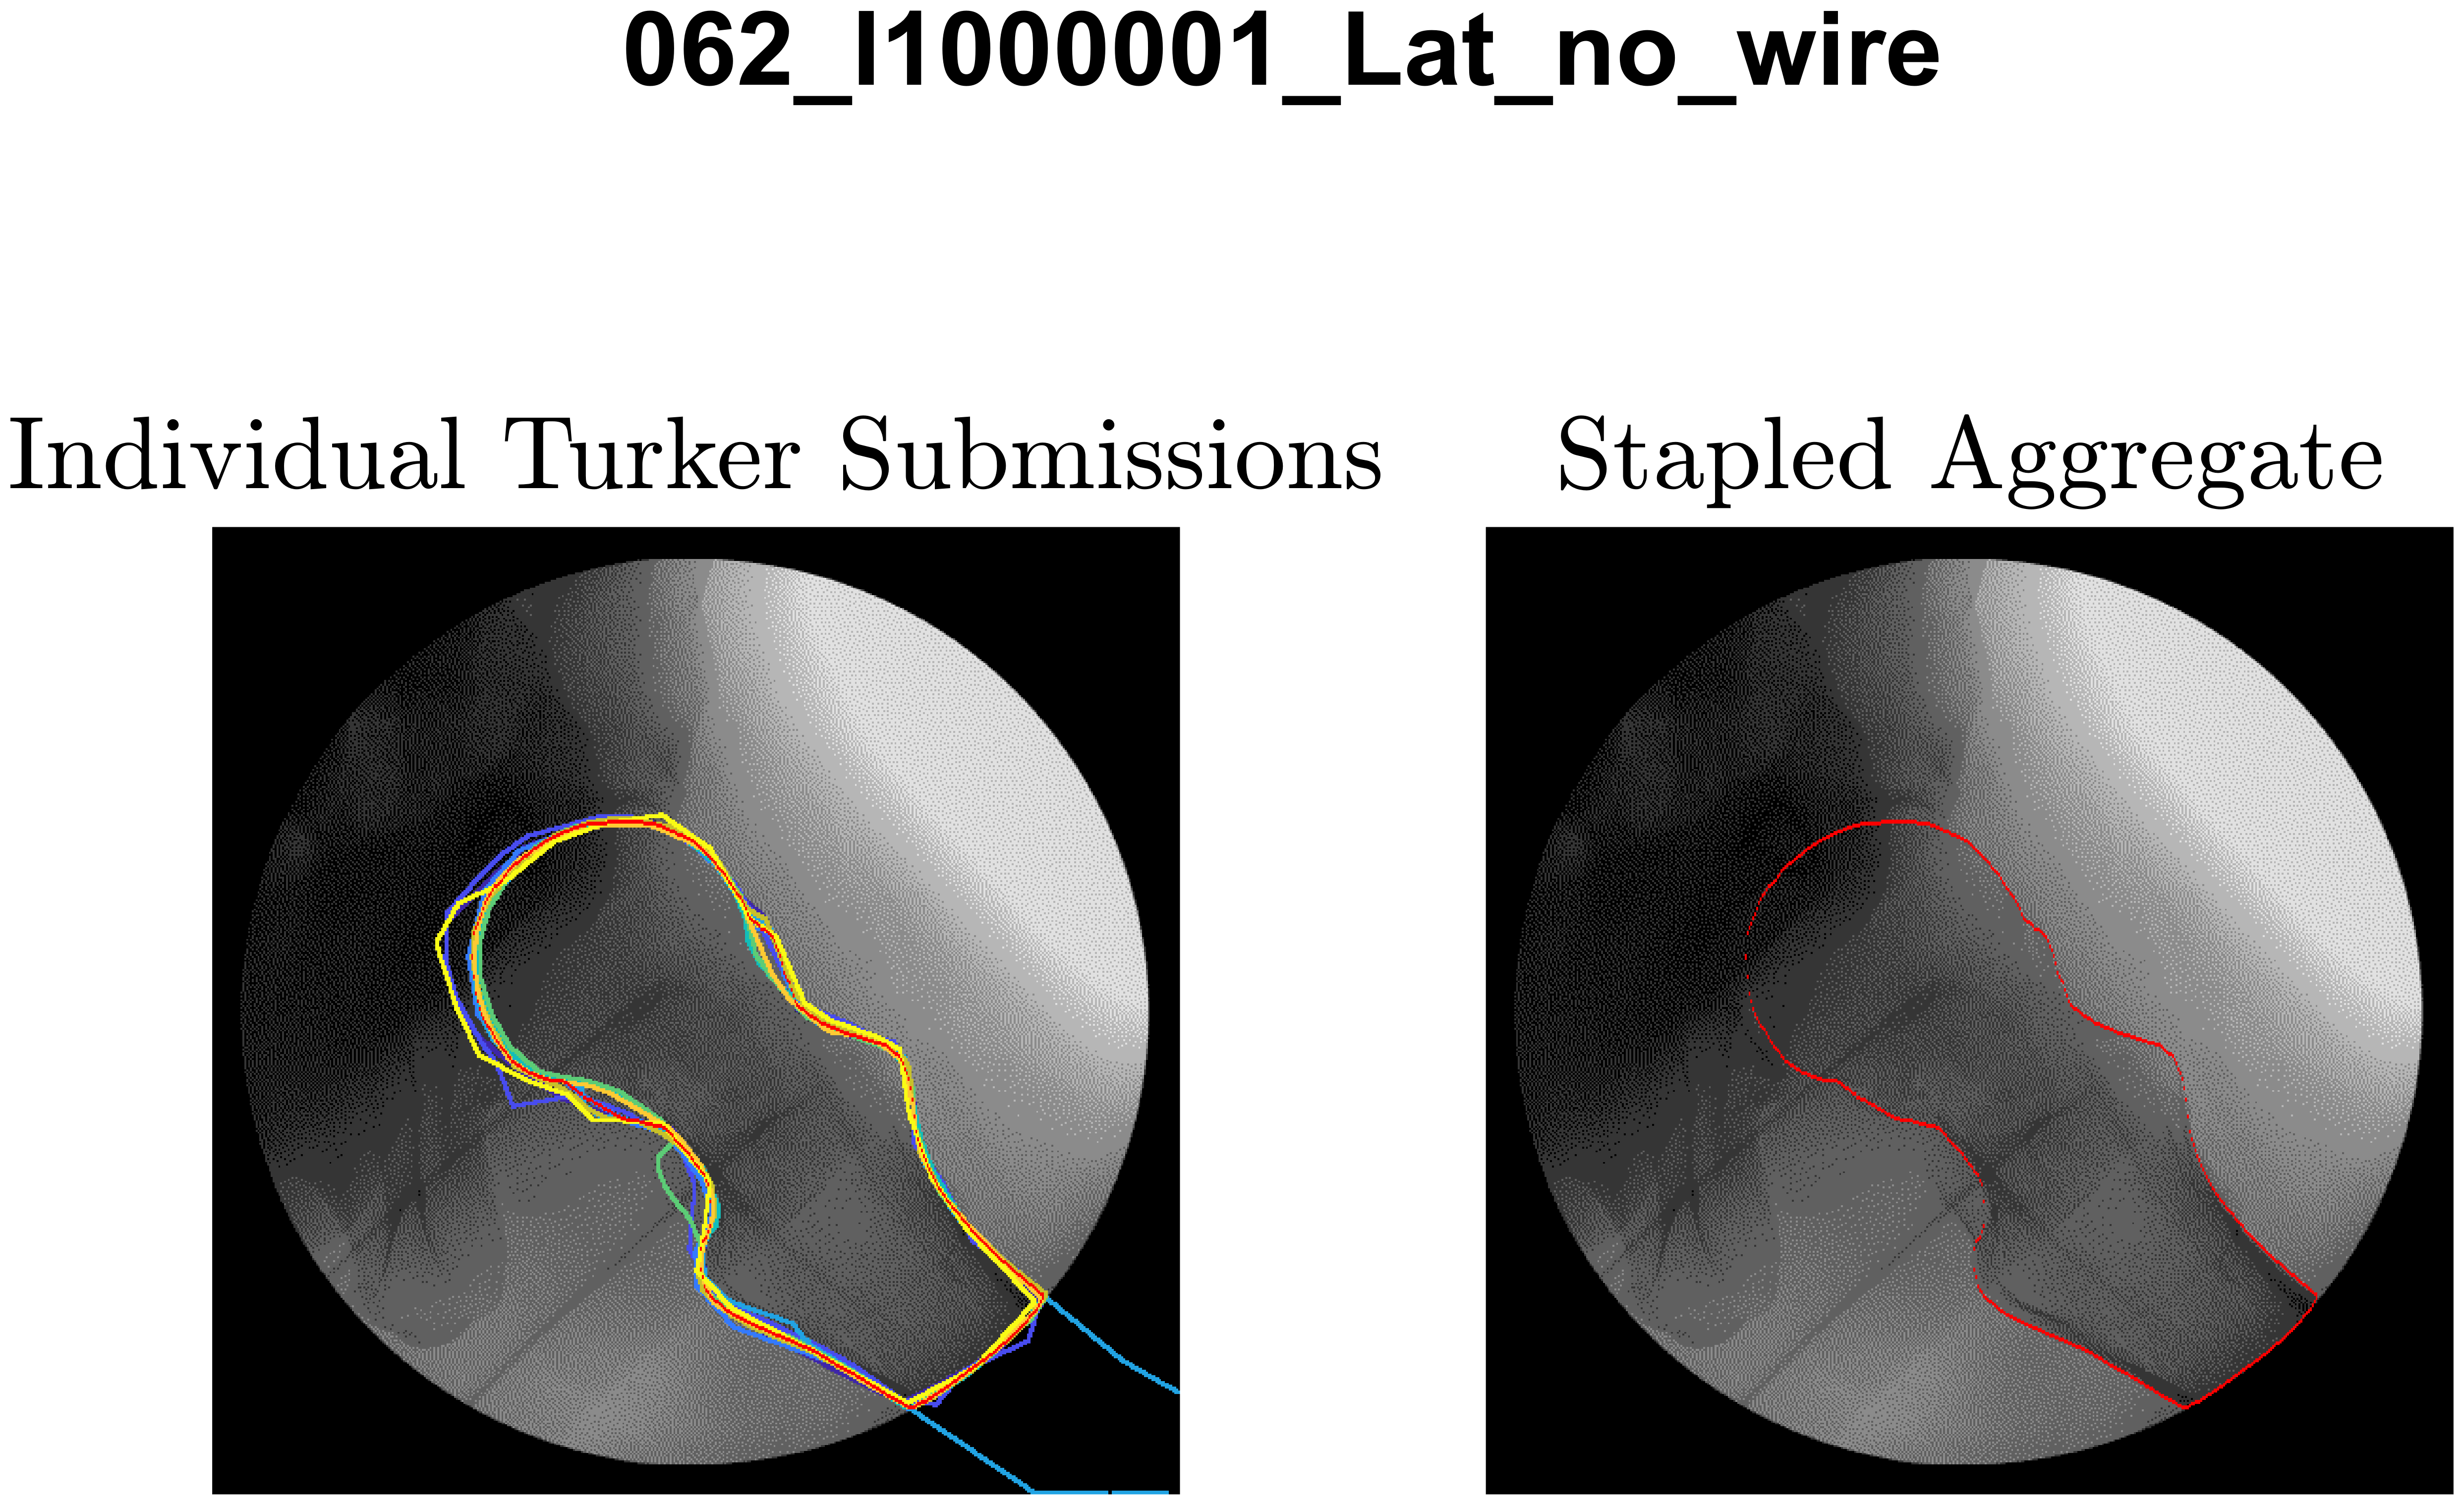 062_I1000001_Lat_no_wire
Individual Turker Submissions
Stapled Aggregate